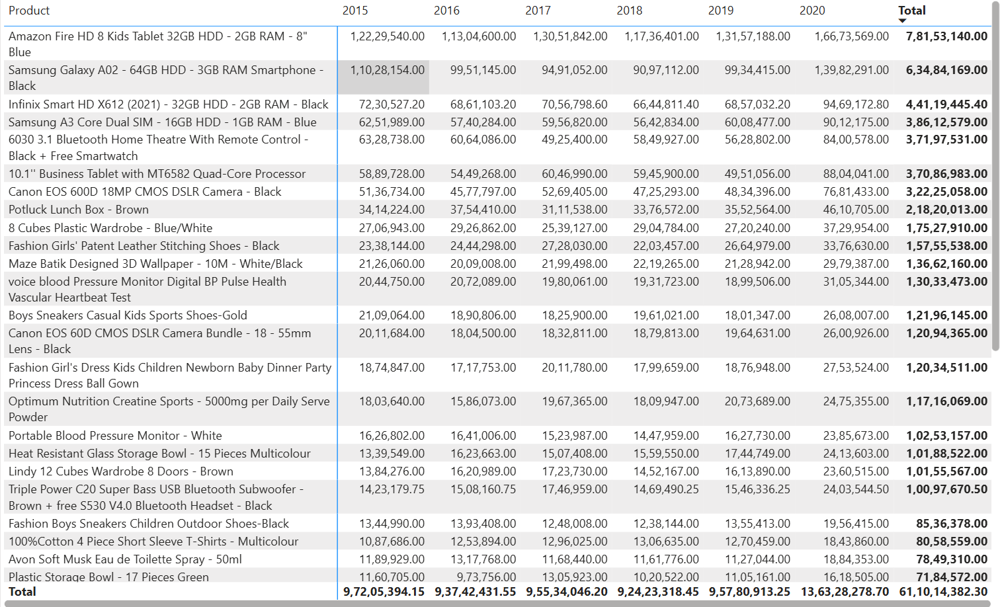 Product 2015 2016 2017 2018 2019 2020 Total
Amazon Fire HD 8 Kids Tablet 32GB HDD - 2GB RAM - 8" 1,22,29,540.00 1,13,04,600.00 1,30,51,842.00 1,17,36,401.00 1,31,57,188.00 1,66,73,569.00 7,81,53,140.00
Blue
Samsung Galaxy A02 - 64GB HDD - 3GB RAM Smartphone - 1,10,28,154.00 99,51,145.00 94,91,052.00 90,97,112.00 99,34,415.00 1,39,82,291.00 6,34,84,169.00
Black
Infinix Smart HD X612 (2021) - 32GB HDD - 2GB RAM - Black 72,30,527.20 68,61,103.20 70,56,798.60 66,44,811.40 68,57,032.20 94,69,172.80 4,41,19,445.40
Samsung A3 Core Dual SIM - 16GB HDD - 1GB RAM - Blue 62,51,989.00 57,40,284.00 59,56,820.00 56,42,834.00 60,08,477.00 90,12,175.00 3,86,12,579.00
6030 3.1 Bluetooth Home Theatre With Remote Control - 63,28,738.00 60,64,086.00 49,25,400.00 58,49,927.00 56,28,802.00 84,00,578.00 3,71,97,531.00
Black + Free Smartwatch
10.1'' Business Tablet with MT6582 Quad-Core Processor 58,89,728.00 54,49,268.00 60,46,990.00 59,45,900.00 49,51,056.00 88,04,041.00 3,70,86,983.00
Canon EOS 600D 18MP CMOS DSLR Camera - Black 51,36,734.00 45,77,797.00 52,69,405.00 47,25,293.00 48,34,396.00 76,81,433.00 3,22,25,058.00
Potluck Lunch Box - Brown 34,14,224.00 37,54,410.00 31,11,538.00 33,76,572.00 35,52,564.00 46,10,705.00 2,18,20,013.00
8 Cubes Plastic Wardrobe - Blue/White 27,06,943.00 29,26,862.00 25,39,127.00 29,04,784.00 27,20,240.00 37,29,954.00 1,75,27,910.00
Fashion Girls' Patent Leather Stitching Shoes - Black 23,38,144.00 24,44,298.00 27,28,030.00 22,03,457.00 26,64,979.00 33,76,630.00 1,57,55,538.00
Maze Batik Designed 3D Wallpaper - 10M - White/Black 21,26,060.00 20,09,008.00 21,99,498.00 22,19,265.00 21,28,942.00 29,79,387.00 1,36,62,160.00
voice blood Pressure Monitor Digital BP Pulse Health 20,44,750.00 20,72,089.00 19,80,061.00 19,31,723.00 18,99,506.00 31,05,344.00 1,30,33,473.00
Vascular Heartbeat Test
Boys Sneakers Casual Kids Sports Shoes-Gold 21,09,064.00 18,90,806.00 18,25,900.00 19,61,021.00 18,01,347.00 26,08,007.00 1,21,96,145.00
Canon EOS 60D CMOS DSLR Camera Bundle - 18 - 55mm 20,11,684.00 18,04,500.00 18,32,811.00 18,79,813.00 19,64,631.00 26,00,926.00 1,20,94,365.00
Lens - Black
Fashion Girl's Dress Kids Children Newborn Baby Dinner Party 18,74,847.00 17,17,753.00 20,11,780.00 17,99,659.00 18,76,948.00 27,53,524.00 1,20,34,511.00
Princess Dress Ball Gown
Optimum Nutrition Creatine Sports - 5000mg per Daily Serve 18,03,640.00 15,86,073.00 19,67,365.00 18,09,947.00 20,73,689.00 24,75,355.00 1,17,16,069.00
Powder
Portable Blood Pressure Monitor - White 16,26,802.00 16,41,006.00 15,23,987.00 14,47,959.00 16,27,730.00 23,85,673.00 1,02,53,157.00
Heat Resistant Glass Storage Bowl - 15 Pieces Multicolour 13,39,549.00 16,23,663.00 15,07,408.00 15,59,550.00 17,44,749.00 24,13,603.00 1,01,88,522.00
Lindy 12 Cubes Wardrobe 8 Doors - Brown 13,84,276.00 16,20,989.00 17,23,730.00 14,52,167.00 16,13,890.00 23,60,515.00 1,01,55,567.00
Triple Power C20 Super Bass USB Bluetooth Subwoofer - 14,23,179.75 15,08,160.75 17,46,959.00 14,69,490.25 15,46,336.25 24,03,544.50 1,00,97,670.50
Brown + free S530 V4.0 Bluetooth Headset - Black
Fashion Boys Sneakers Children Outdoor Shoes-Black 13,44,990.00 13,93,408.00 12,48,008.00 12,38,144.00 13,55,413.00 19,56,415.00 85,36,378.00
100%Cotton 4 Piece Short Sleeve T-Shirts - Multicolour 10,87,686.00 12,53,894.00 12,96,025.00 13,06,635.00 12,70,459.00 18,43,860.00 80,58,559.00
Avon Soft Musk Eau de Toilette Spray - 50ml 11,89,929.00 13,17,768.00 11,68,440.00 11,61,776.00 11,27,044.00 18,84,353.00 78,49,310.00
Plastic Storage Bowl - 17 Pieces Green 11,60,705.00 9,73,756.00 13,05,923.00 10,20,522.00 11,05,161.00 16,18,505.00 71,84,572.00
Total 9,72,05,394.15 9,37,42,431.55 9,55,34,046.20 9,24,23,318.45 9,57,80,913.25 13,63,28,278.70 61,10,14,382.30